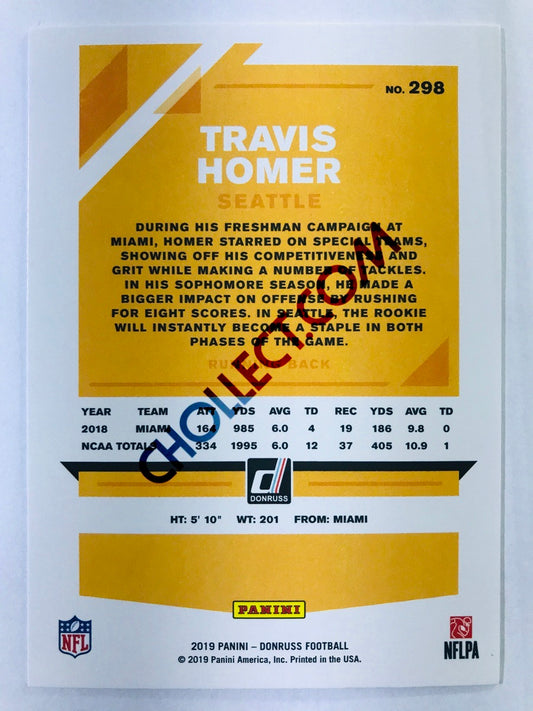 NO. 298
TRAVIS
HOMER
SEATTLE
DURING HIS FRESHMAN CAMPAIGN AT
MIAMI, HOMER STARRED ON SPECIAL TEAMS,
SHOWING OFF HIS COMPETITIVENESS AND
GRIT WHILE MAKING A NUMBER OF TACKLES.
IN HIS SOPHOMORE SEASON, HE MADE A
BIGGER IMPACT ON OFFENSE BY RUSHING
FOR EIGHT SCORES. IN SEATTLE, THE ROOKIE
WILL INSTANTLY BECOME A STAPLE IN BOTH
PHASES OF THE GAME.
RUNNING BACK
CHOLLECT.COM
YEAR TEAM ATT YDS AVG TD REC YDS AVG TD
2018 MIAMI 164 985 6.0 4 19 186 9.8 0
NCAA TOTALS 334 1995 6.0 12 37 405 10.9 1
d
DONRUSS
HT: 5' 10" WT: 201 FROM: MIAMI
PANINI
NFL
2019 PANINI – DONRUSS FOOTBALL
© 2019 Panini America, Inc. Printed in the USA.
NFLPA